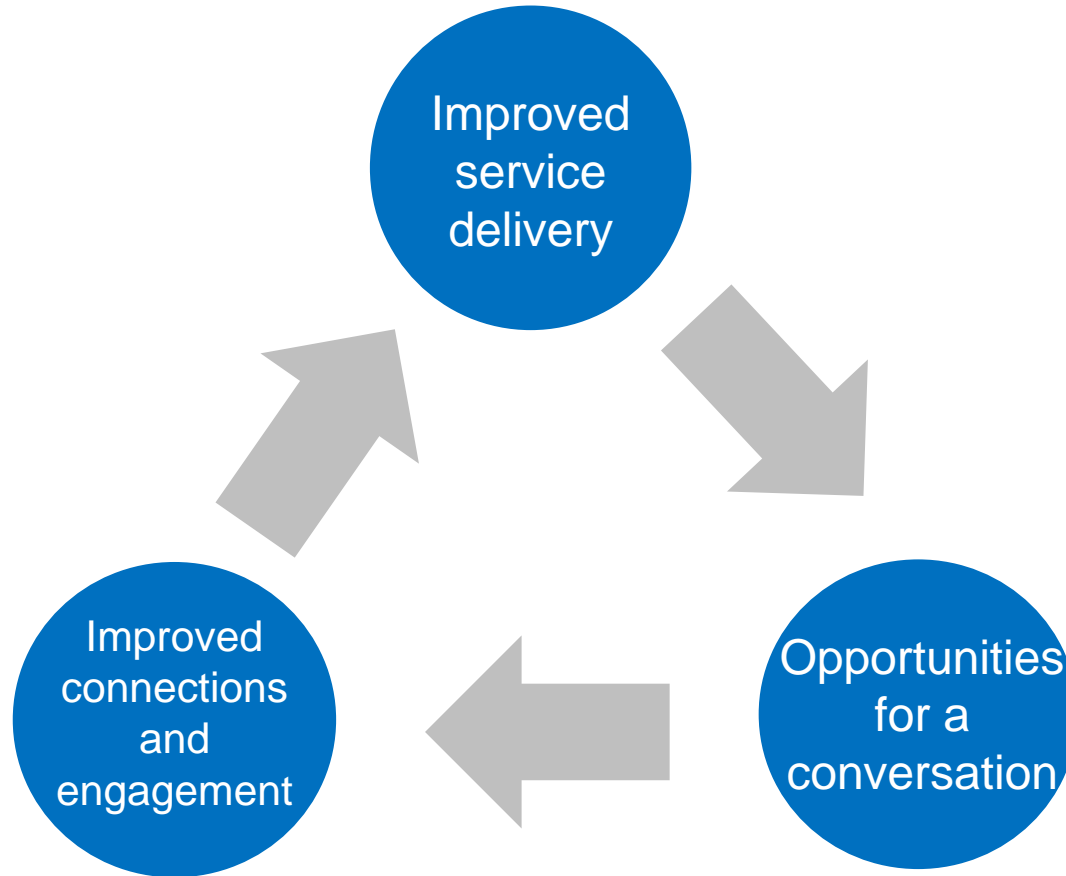 Improved
service
delivery
Opportunities
for a
conversation
Improved
connections
and
engagement